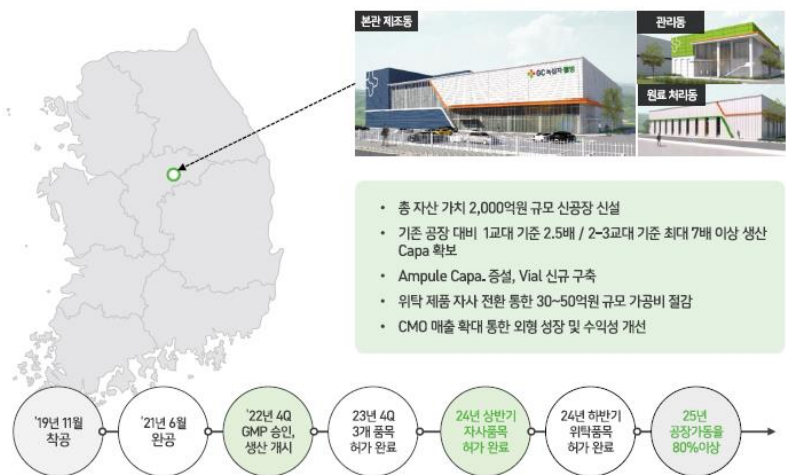 본관 제조동
GC녹십자웰빙
관리동
원료 처리동
• 총 자산 가치 2,000억원 규모 신공장 신설
• 기존 공장 대비 1교대 기준 2.5배 / 2-3교대 기준 최대 7배 이상 생산
Capa 확보
• Ampule Capa. 증설, Vial 신규 구축
• 위탁 제품 자사 전환 통한 30~50억원 규모 가공비 절감
• CMO 매출 확대 통한 외형 성장 및 수익성 개선
'19년 11월
착공
'21년 6월
완공
'22년 4Q
GMP 승인,
생산 개시
23년 4Q
3개 품목
허가 완료
24년 상반기
자사품목
허가 완료
24년 하반기
위탁품목
허가 완료
25년
공장가동율
80%이상